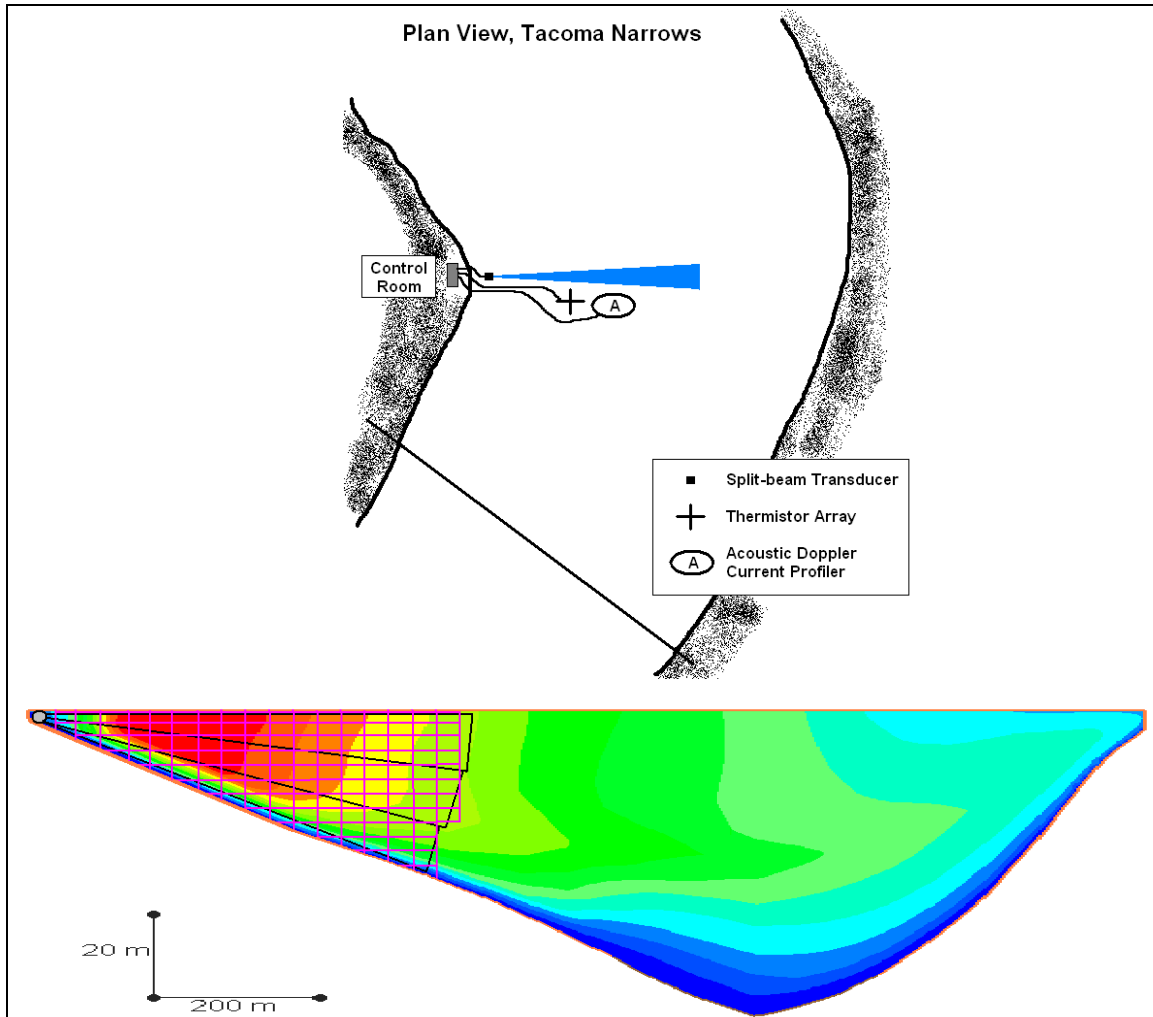 Plan View, Tacoma Narrows
Control
Room
A
Split-beam Transducer
Thermistor Array
A
Acoustic Doppler
Current Profiler
20 m
200 m